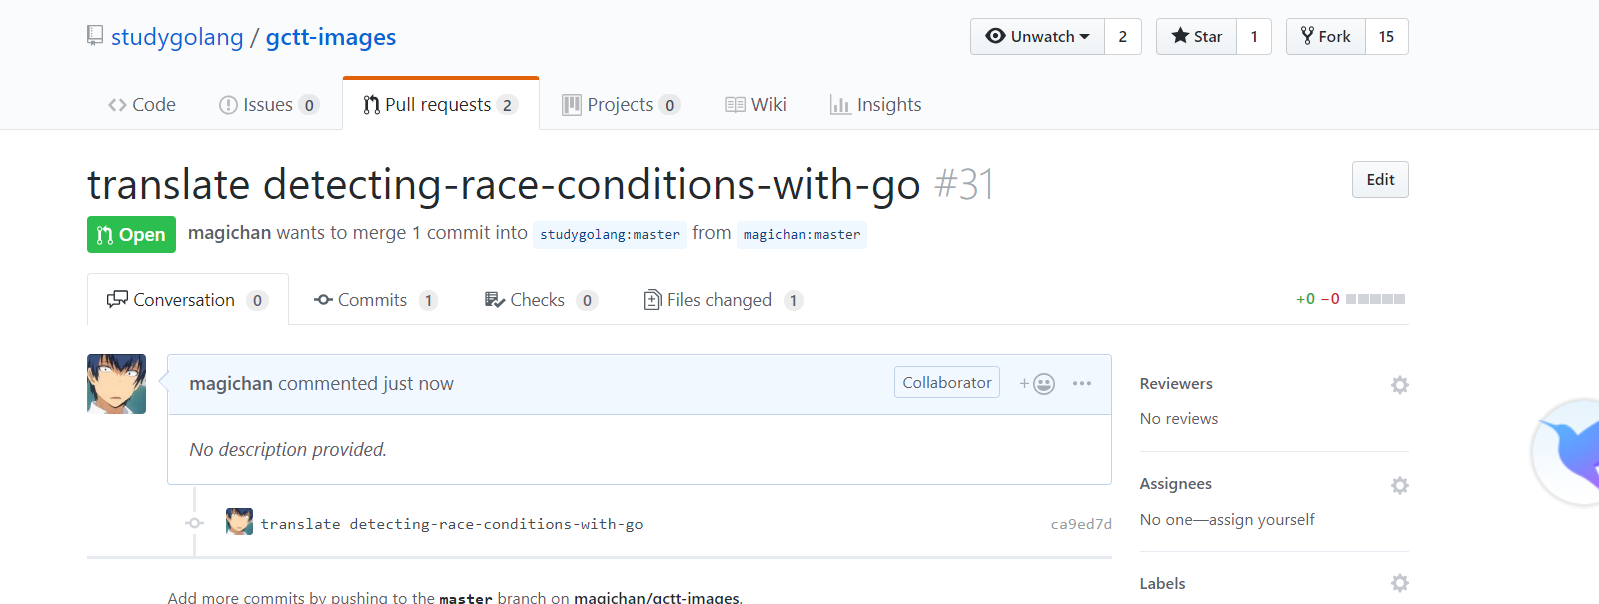 studygolang / gctt-images
Unwatch 2 Star 1 Fork 15
Code Issues 0 Pull requests 2 Projects 0 Wiki Insights
translate detecting-race-conditions-with-go #31
Edit
Open magichan wants to merge 1 commit into studygolang:master from magichan:master
Conversation 0 Commits 1 Checks 0 Files changed 1 +0 −0
magichan commented just now Collaborator +
No description provided.
translate detecting-race-conditions-with-go ca9ed7d
Add more commits by pushing to the master branch on magichan/gctt-images.
Reviewers
No reviews
Assignees
No one—assign yourself
Labels